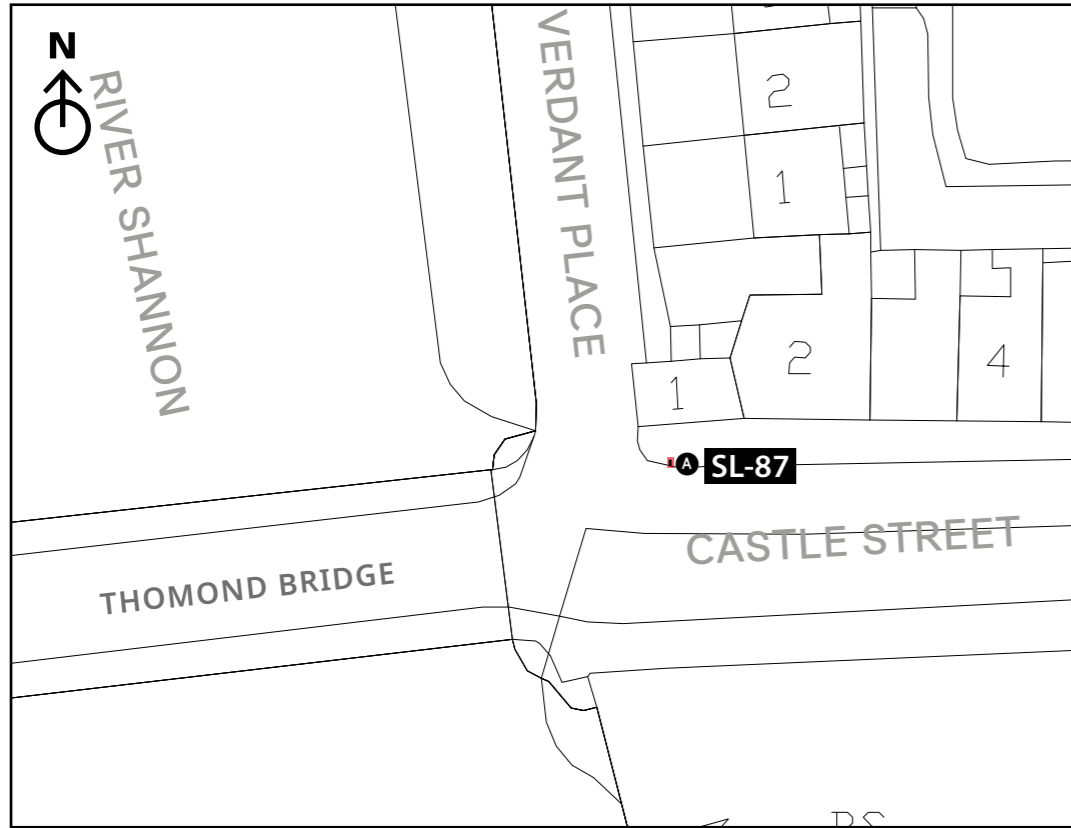 N
RIVER SHANNON
VERDANT PLACE
2
1
1
2
4
A SL-87
CASTLE STREET
THOMOND BRIDGE